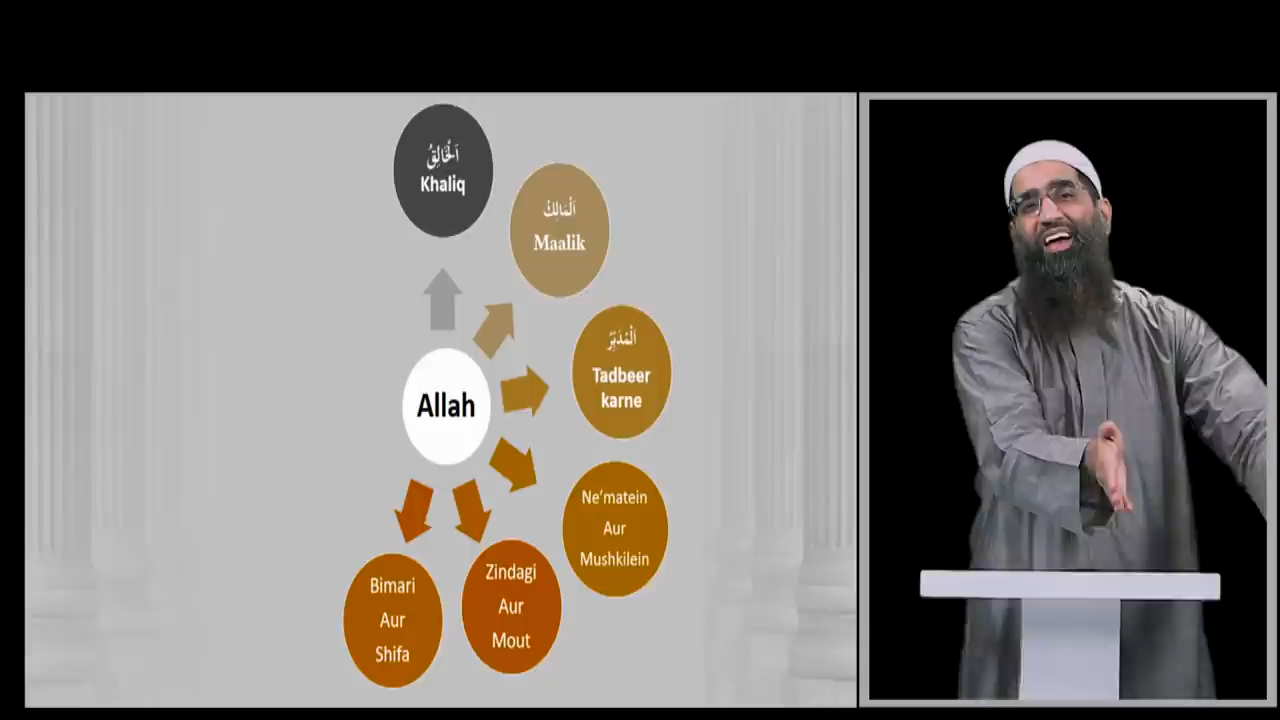 اَلْخَالِقُ
Khaliq
اَلْمَالِكُ
Maalik
اَلْمُدَبِّرُ
Tadbeer
karne
Allah
Ne’matein
Aur
Mushkilein
Zindagi
Aur
Mout
Bimari
Aur
Shifa